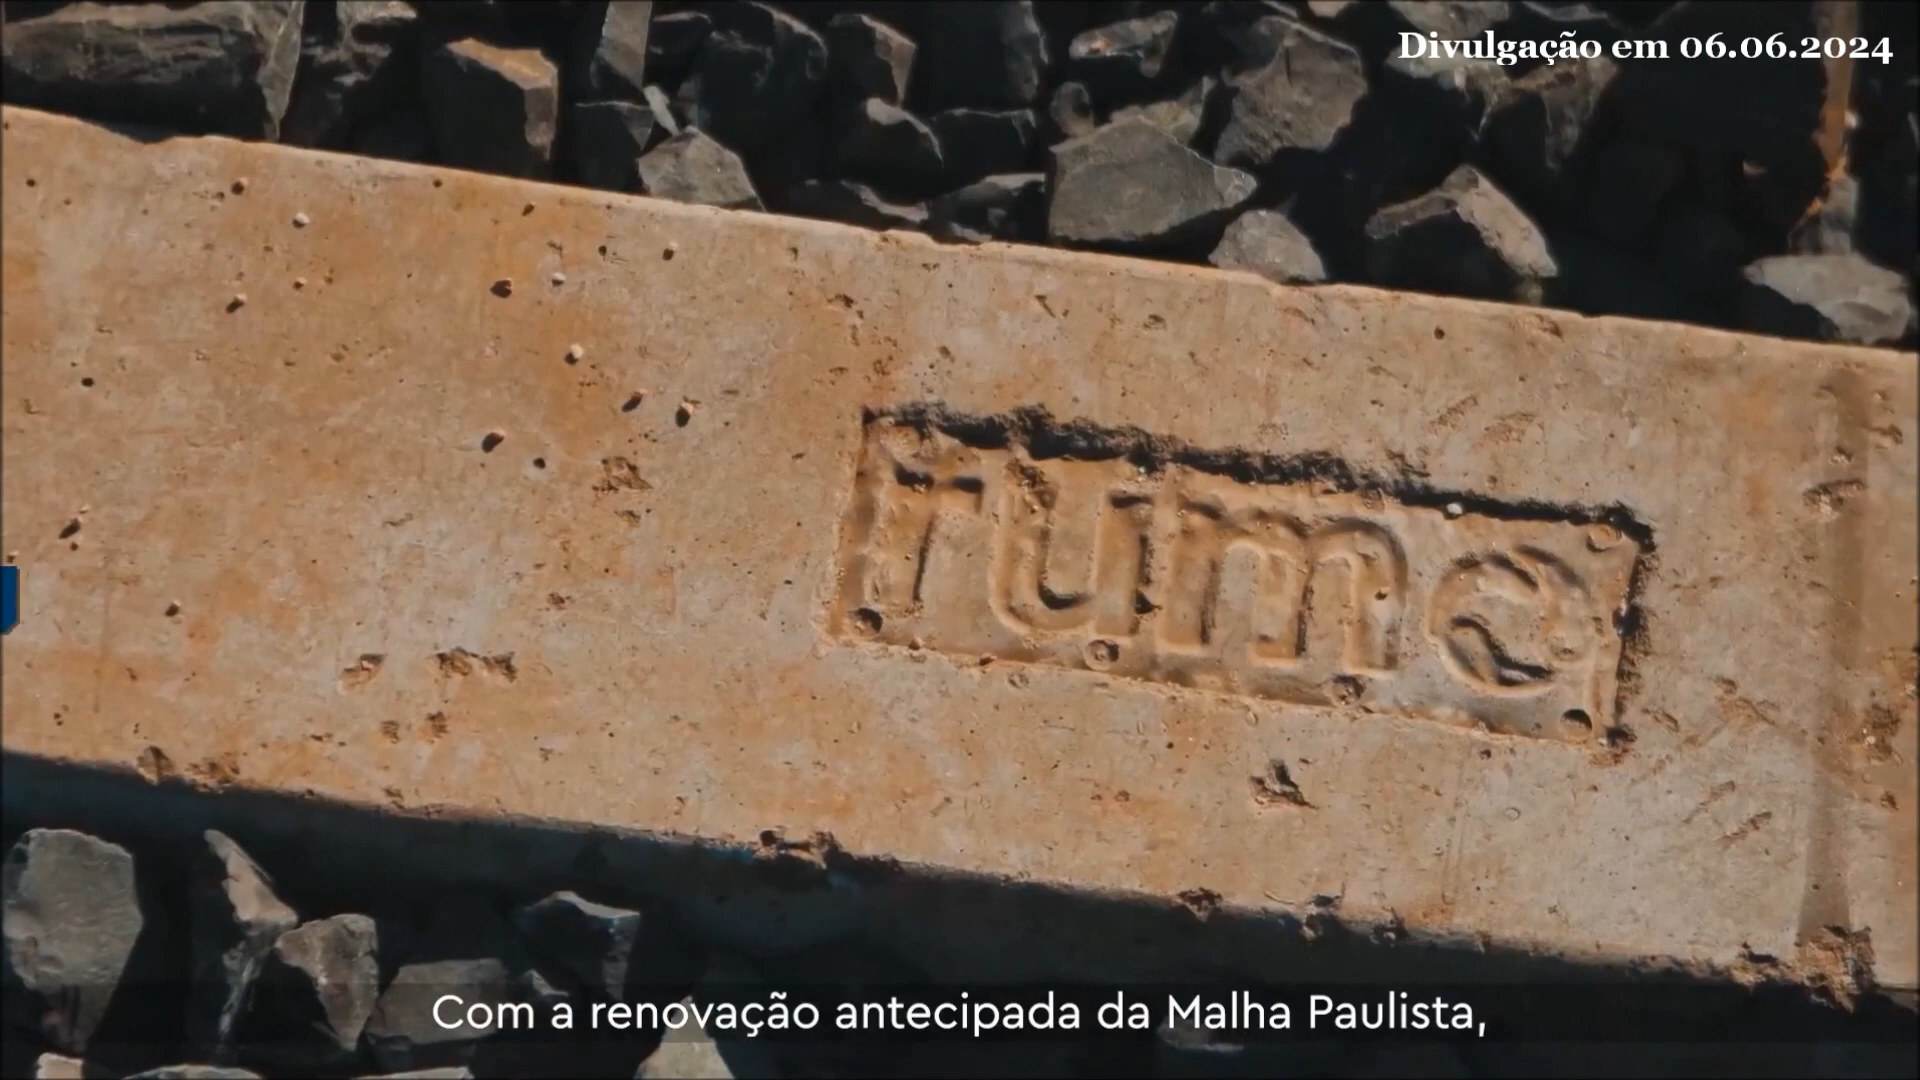 Divulgação em 06.06.2024
rumo
Com a renovação antecipada da Malha Paulista,